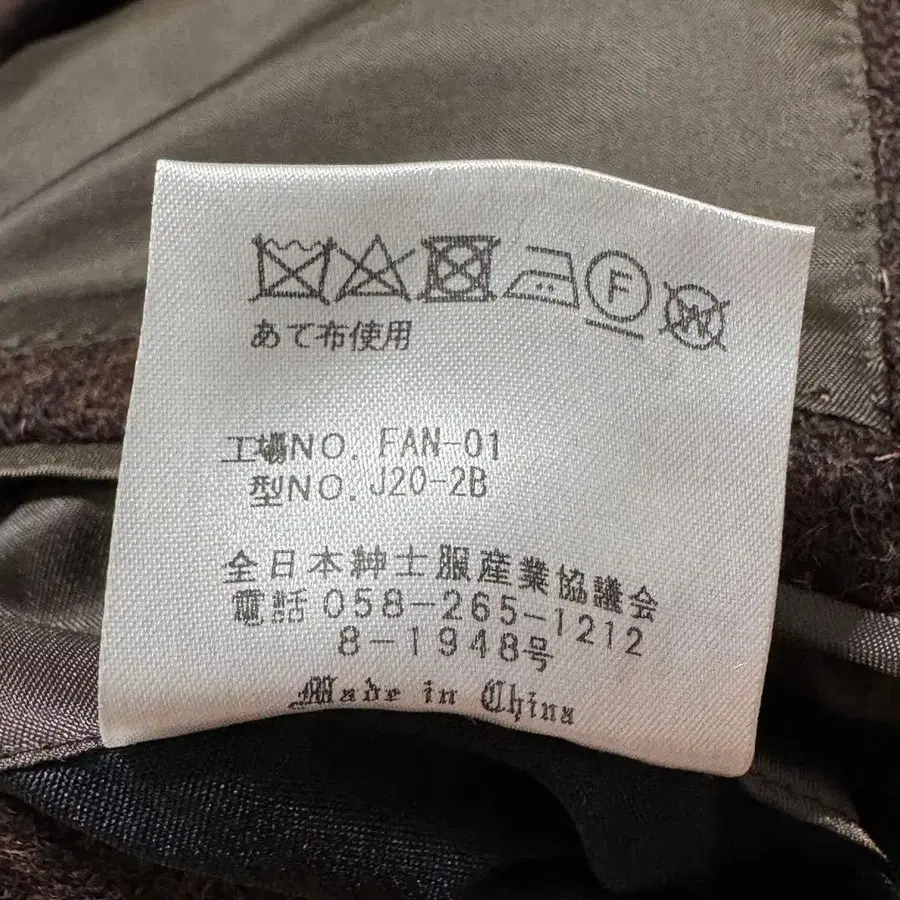 F W
あて布使用
工場NO. FAN-01
型NO. J20-2B
全日本紳士服産業協議会
電話 058-265-1212
8-1948号
Made in China